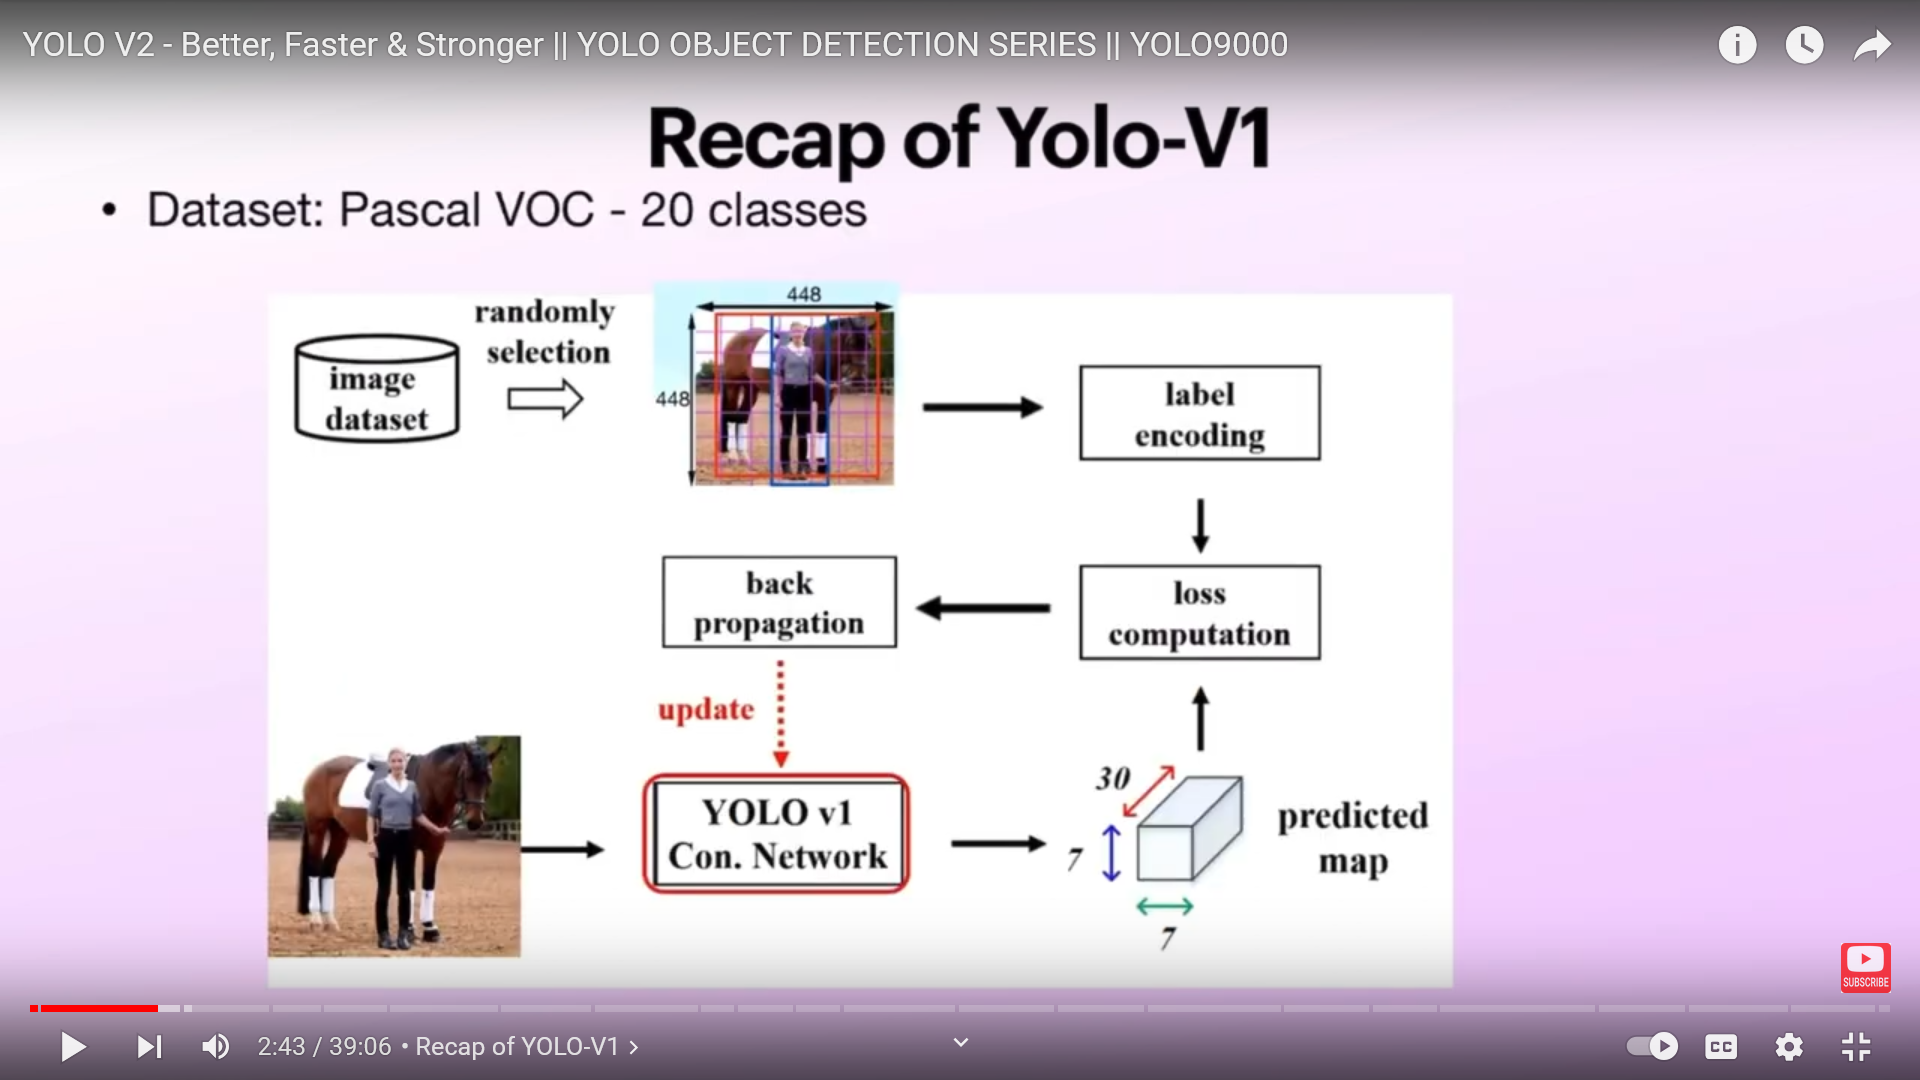 YOLO V2 - Better, Faster & Stronger || YOLO OBJECT DETECTION SERIES || YOLO9000
Recap of Yolo-V1
• Dataset: Pascal VOC - 20 classes
randomly
selection
448
448
image
dataset
label
encoding
back
propagation
loss
computation
update
YOLO v1
Con. Network
30
7
7
predicted
map
SUBSCRIBE
2:43 / 39:06 • Recap of YOLO-V1
CC